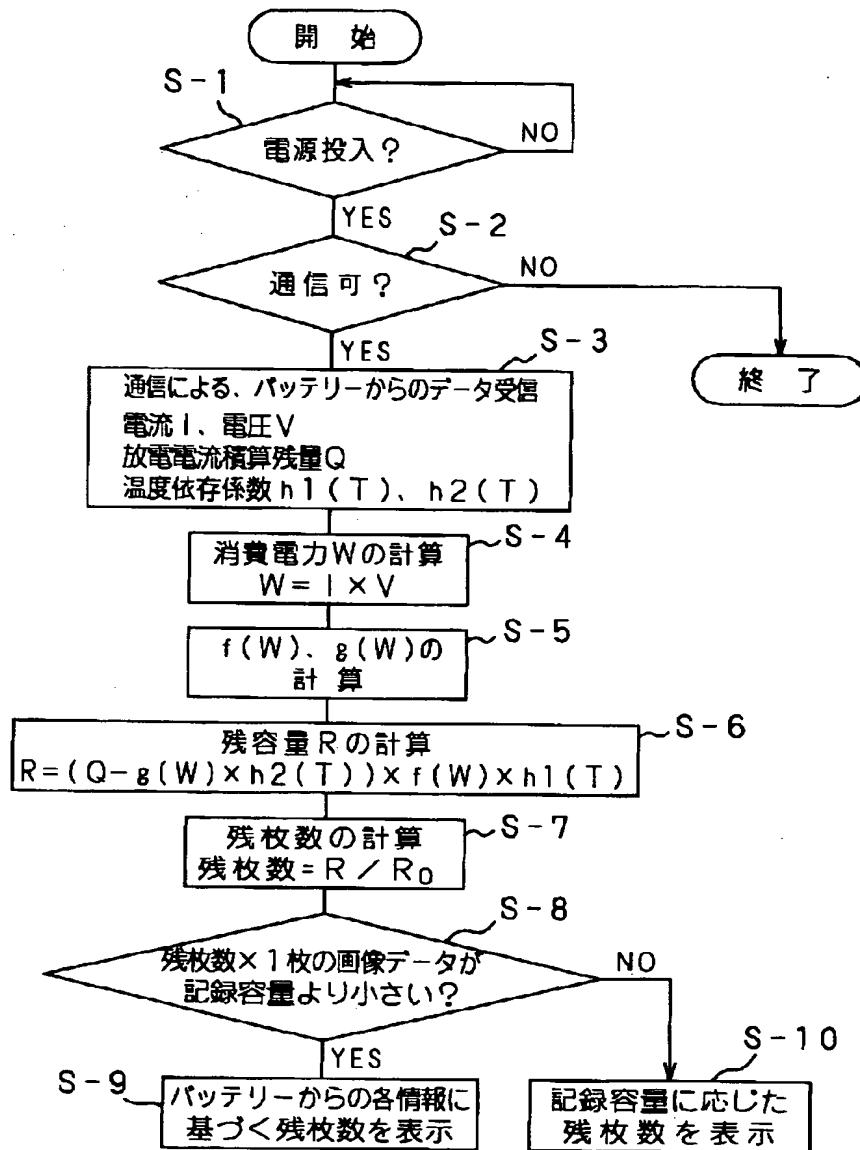 開始
S-1
電源投入?
NO
YES
S-2
通信可?
NO
YES
終了
S-3
通信による、バッテリーからのデータ受信
電流I、電圧V
放電電流積算残量Q
温度依存係数h1(T)、h2(T)
S-4
消費電力Wの計算
W=I×V
S-5
f(W)、g(W)の
計算
S-6
残容量Rの計算
R=(Q-g(W)×h2(T))×f(W)×h1(T)
S-7
残枚数の計算
残枚数=R/R0
S-8
残枚数×1枚の画像データが
記録容量より小さい?
NO
YES
S-9
バッテリーからの各情報に
基づく残枚数を表示
S-10
記録容量に応じた
残枚数を表示